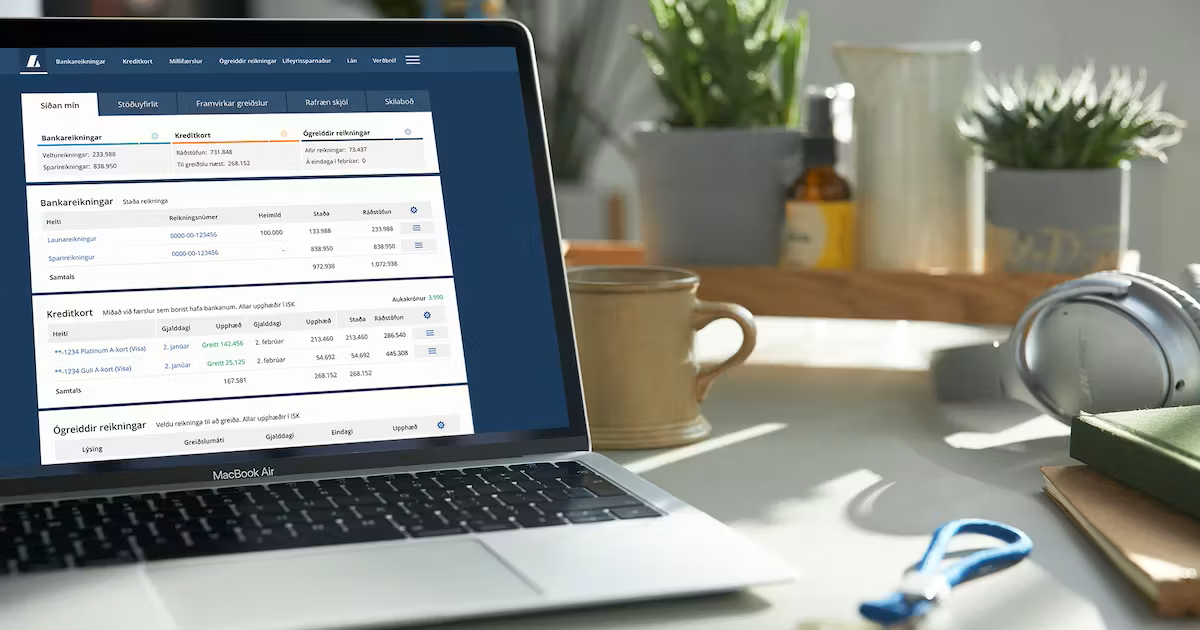 Bankareikningar Kreditkort Millifærslur Ógreiddir reikningar Lífeyrissparnaður Lán Verðbréf
Síðan mín Stöðuyfirlit Framvirkar greiðslur Rafræn skjöl Skilaboð
Bankareikningar Kreditkort Ógreiddir reikningar
Veltureikningar: 233.988 Ráðstöfun: 731.848 Allir reikningar: 73.437
Sparireikningar: 838.950 Til greiðslu næst: 268.152 Á eindaga í febrúar: 0
Bankareikningar Staða reikninga
Heiti Reikningsnúmer Heimild Staða Ráðstöfun
Launareikningur 0000-00-123456 100.000 133.988 233.988
Sparireikningur 0000-00-123456 - 838.950 838.950
Samtals 972.938 1.072.938
Kreditkort Miðað við færslur sem borist hafa bankanum. Allar upphæðir í ISK Aukakrónur 3.990
Heiti Gjalddagi Upphæð Gjalddagi Upphæð Staða Ráðstöfun
**-1234 Platinum A-kort (Visa) 2. janúar Greitt 142.456 2. febrúar 213.460 213.460 286.540
**-1234 Gull A-kort (Visa) 2. janúar Greitt 25.125 2. febrúar 54.692 54.692 445.308
Samtals 167.581 268.152 268.152
Ógreiddir reikningar Veldu reikninga til að greiða. Allar upphæðir í ISK
Lýsing Greiðslumáti Gjalddagi Eindagi Upphæð
MacBook Air